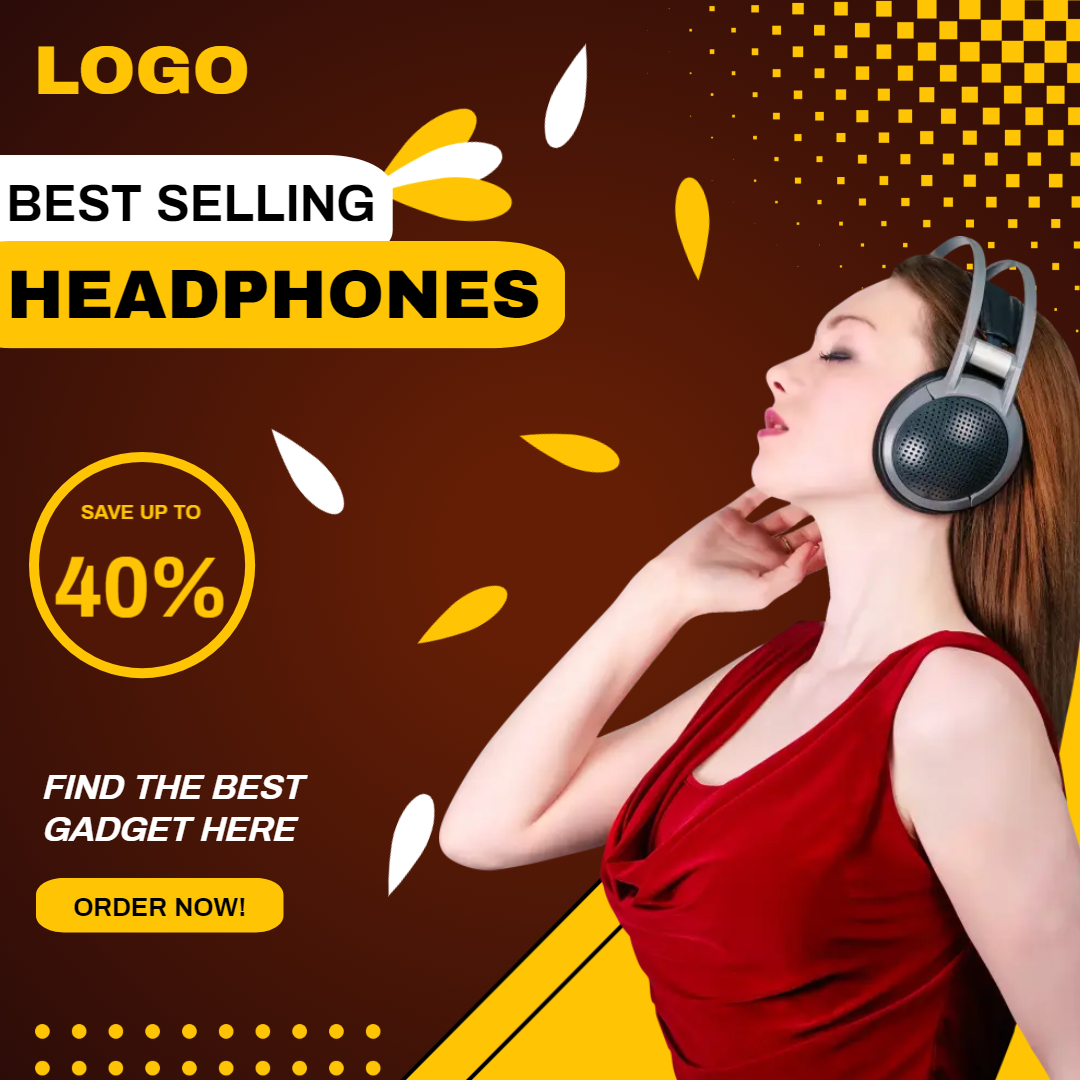 LOGO
BEST SELLING
HEADPHONES
SAVE UP TO
40%
FIND THE BEST
GADGET HERE
ORDER NOW!